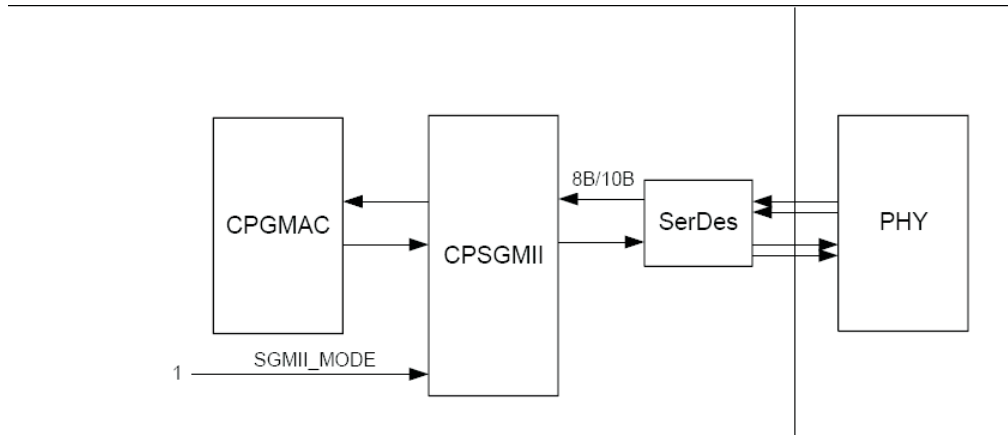 8B/10B
CPGMAC
CPSGMII
SerDes
PHY
SGMII_MODE
1